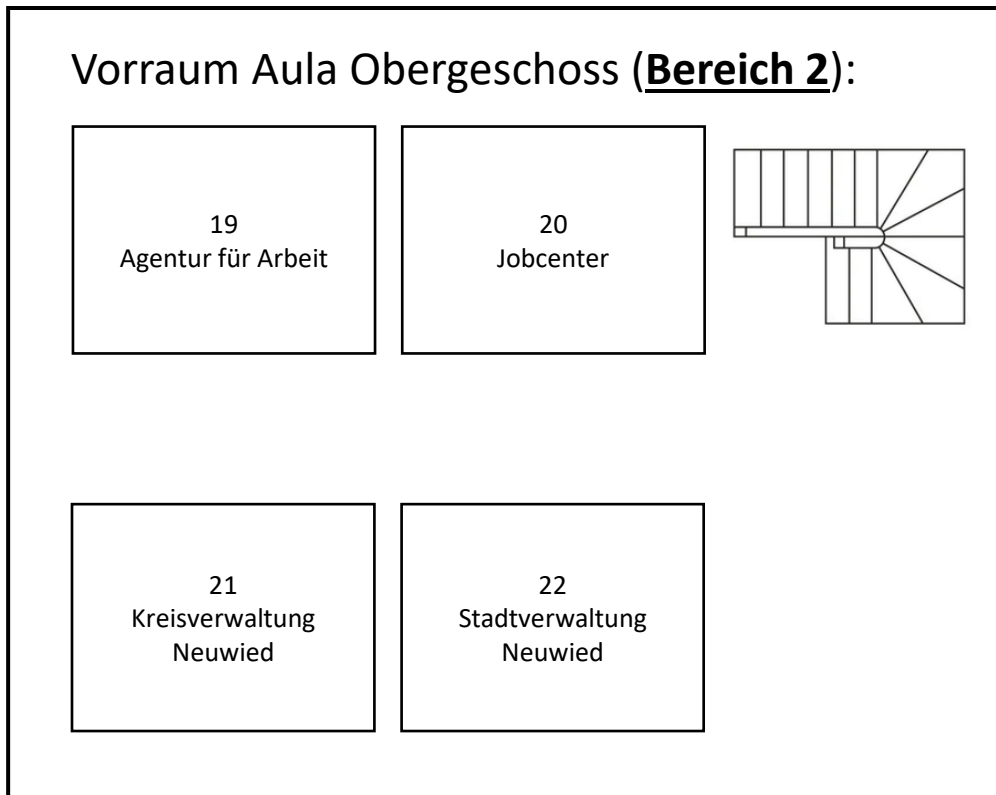 Vorraum Aula Obergeschoss (Bereich 2):
19
Agentur für Arbeit
20
Jobcenter
21
Kreisverwaltung
Neuwied
22
Stadtverwaltung
Neuwied